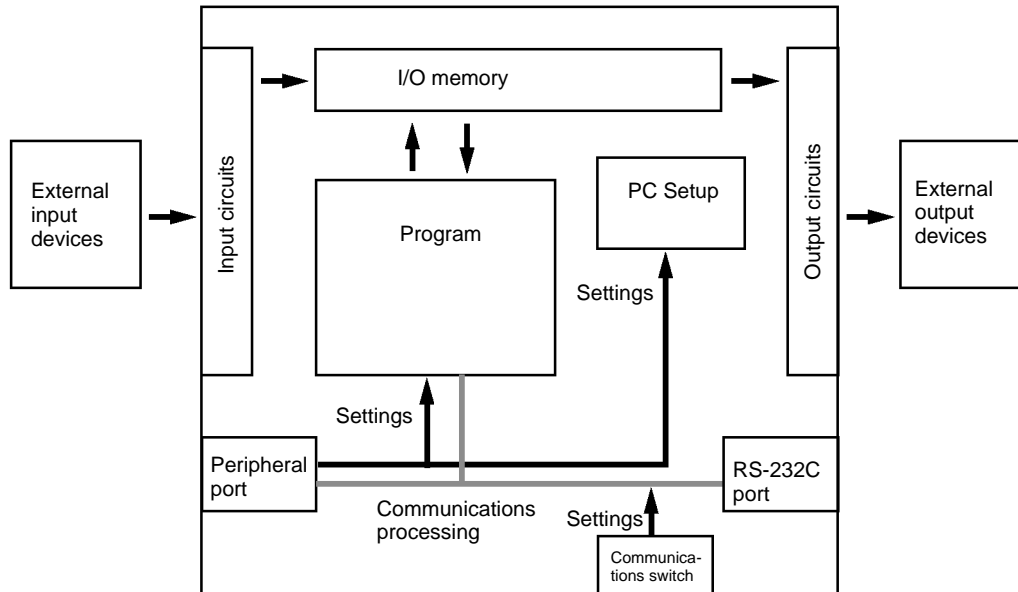 I/O memory
External
input
devices
Input circuits
Program
PC Setup
Output circuits
External
output
devices
Settings
Settings
Peripheral
port
RS-232C
port
Communications
processing
Settings
Communica-
tions switch